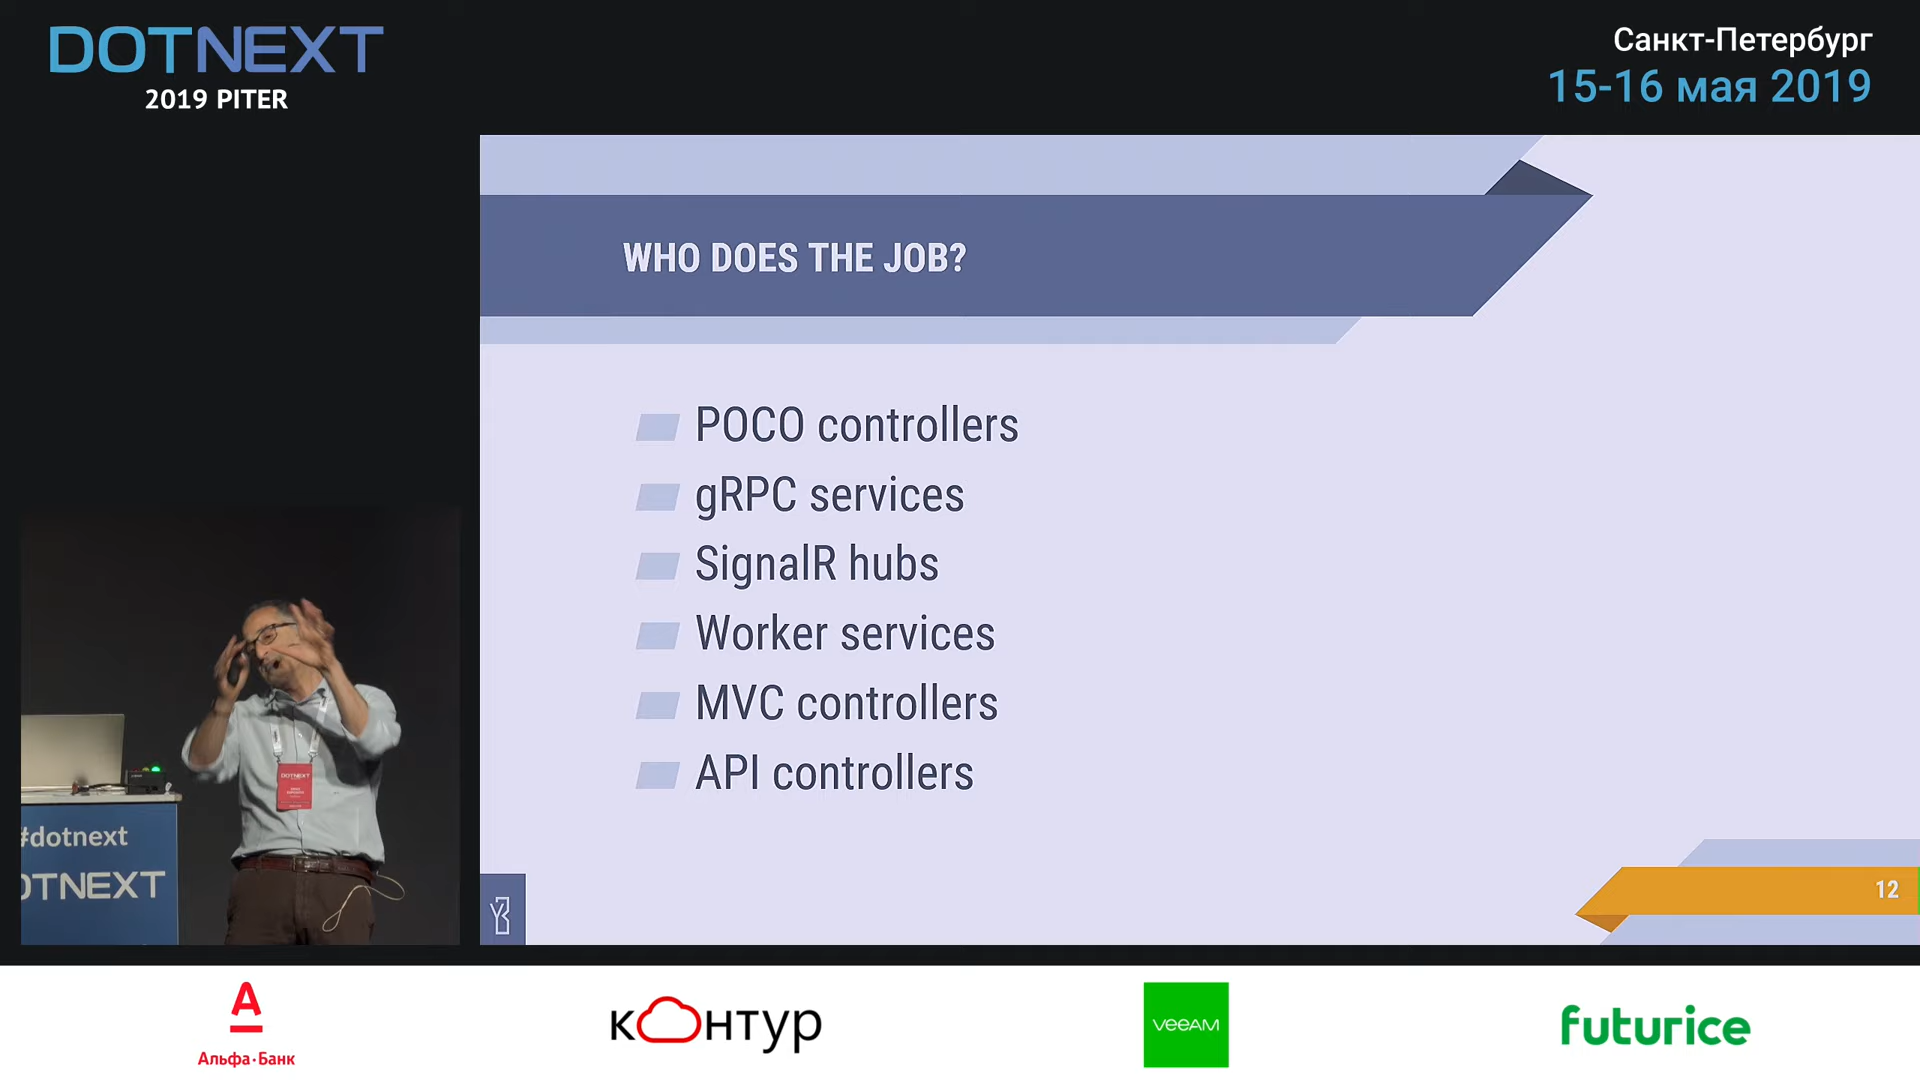 DOTNEXT
2019 PITER
Санкт-Петербург
15-16 мая 2019
WHO DOES THE JOB?
POCO controllers
gRPC services
SignalR hubs
Worker services
MVC controllers
API controllers
12
#dotnext
OTNEXT
DOTNEXT
Альфа·Банк
контур
veeAM
futurice